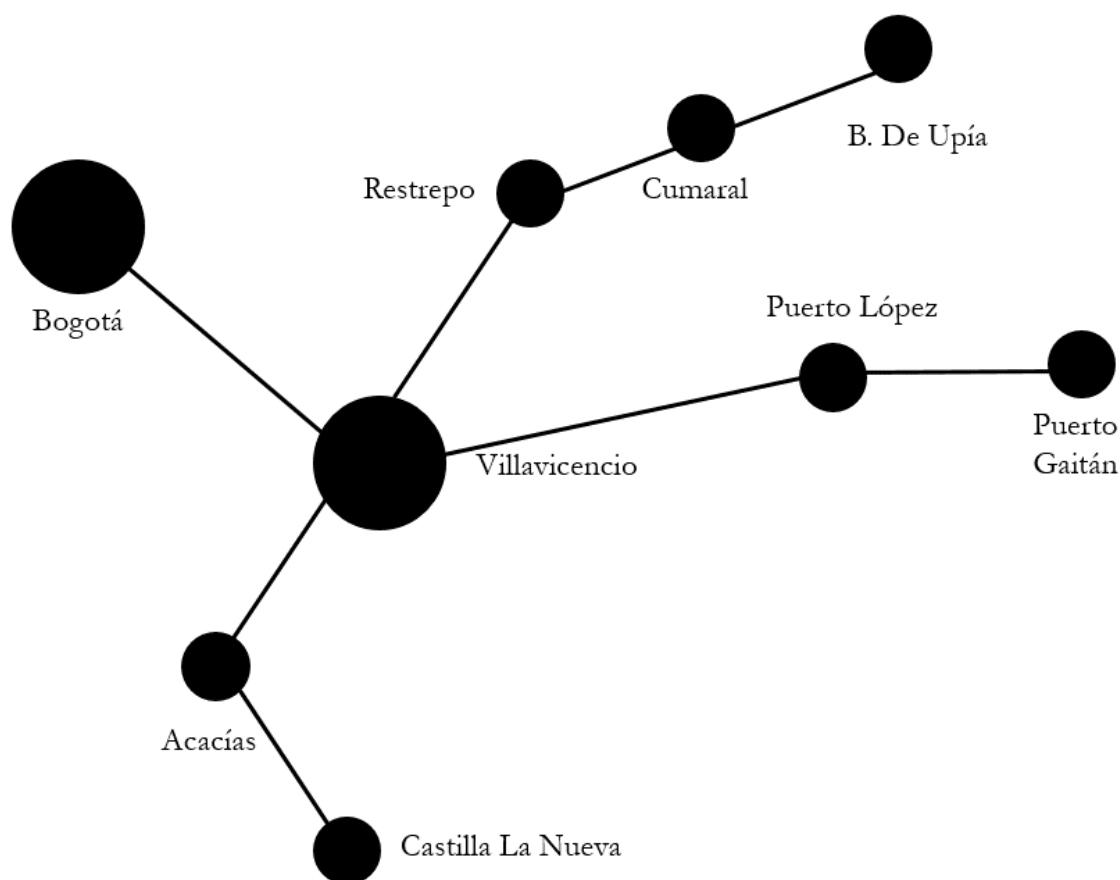 B. De Upía
Restrepo
Cumaral
Bogotá
Puerto López
Puerto
Gaitán
Villavicencio
Acacías
Castilla La Nueva